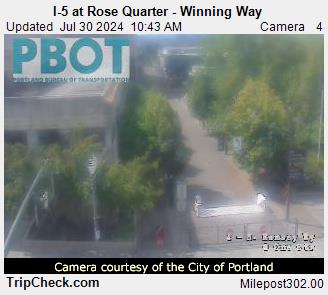 I-5 at Rose Quarter - Winning Way
Updated Jul 30 2024 10:43 AM Camera 4
PBOT
PORTLAND BUREAU OF TRANSPORTATION
Camera courtesy of the City of Portland
TripCheck.com Milepost302.00